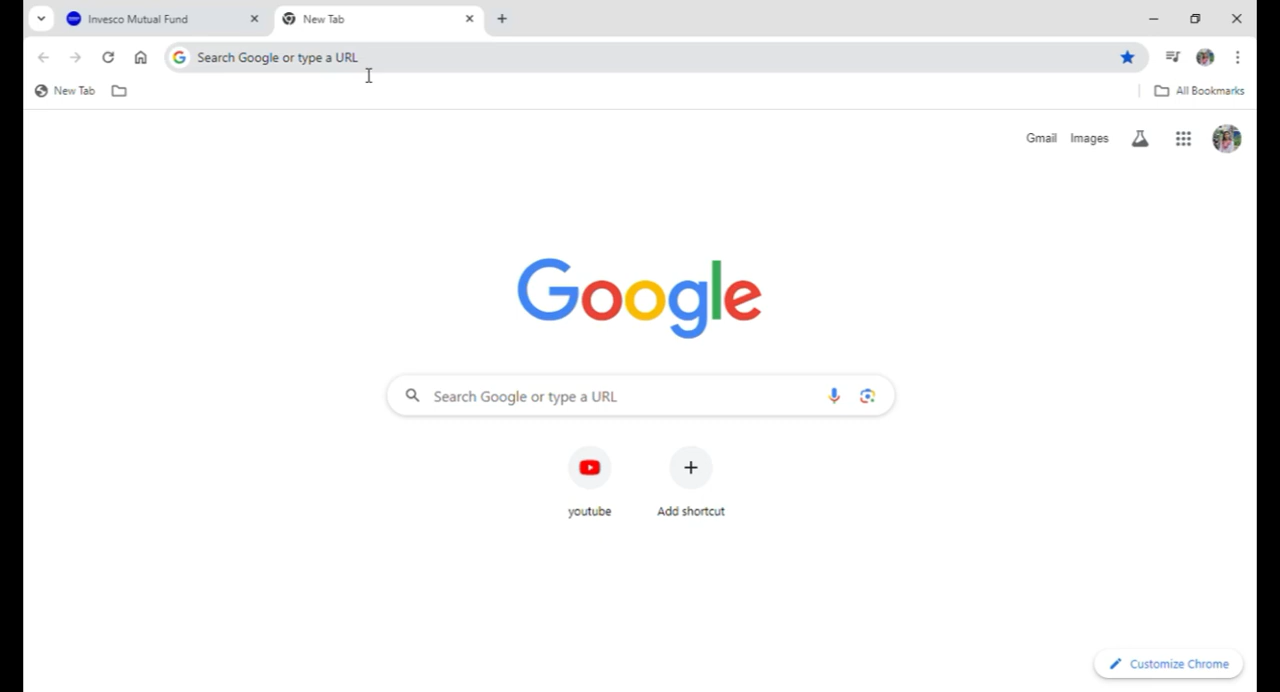 Invesco Mutual Fund
New Tab
Search Google or type a URL
New Tab
All Bookmarks
Gmail Images
Google
Search Google or type a URL
youtube
Add shortcut
Customize Chrome